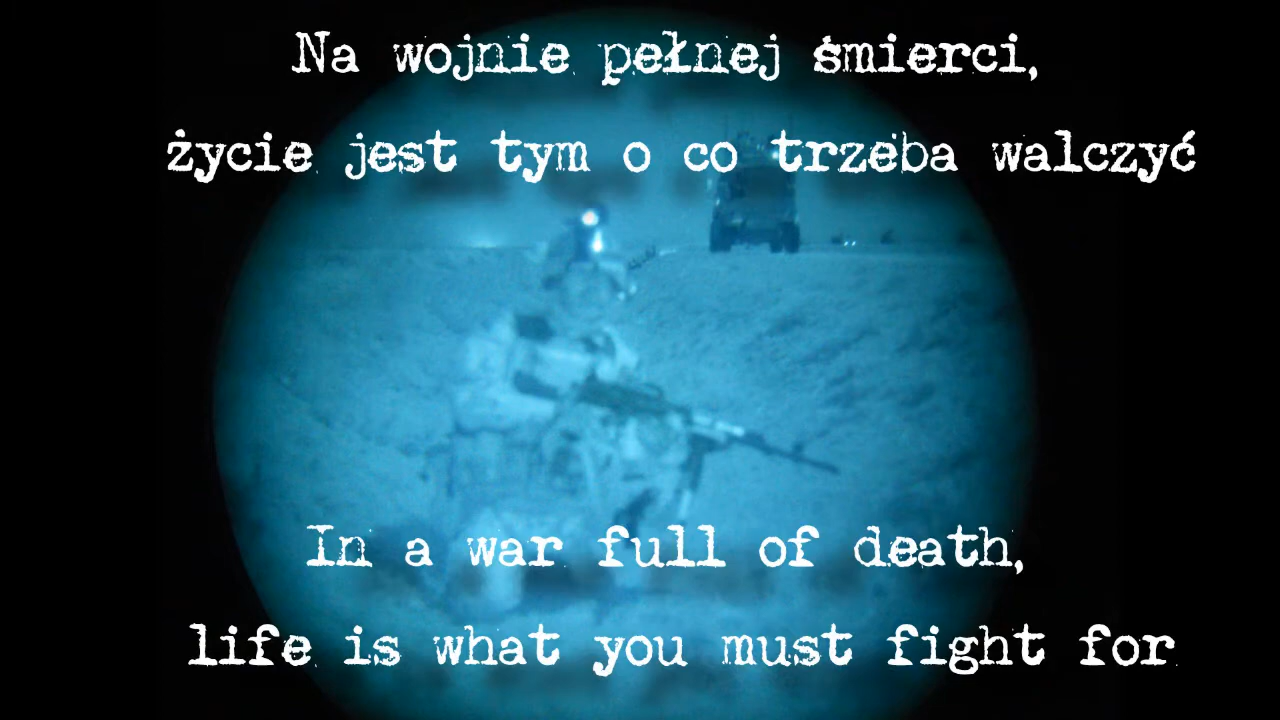 Na wojnie pełnej śmierci,
życie jest tym o co trzeba walczyć
In a war full of death,
life is what you must fight for